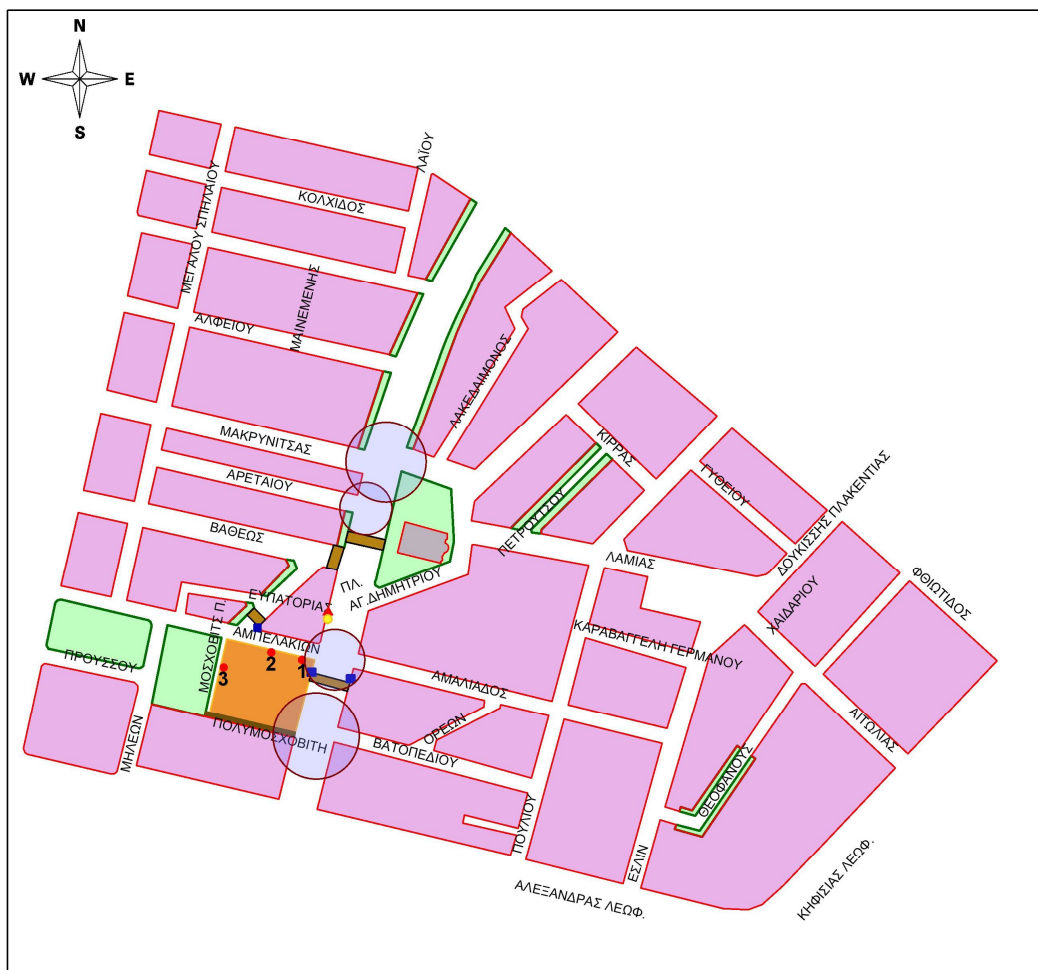 N
W E
S
ΛΑΪΟΥ
ΜΕΓΑΛΟΥ ΣΠΗΛΑΙΟΥ
ΚΟΛΧΙΔΟΣ
ΜΑΙΝΕΜΕΝΗΣ
ΑΛΦΕΙΟΥ
ΛΑΚΕΔΑΙΜΟΝΟΣ
ΜΑΚΡΥΝΙΤΣΑΣ
ΚΙΡΡΑΣ
ΑΡΕΤΑΙΟΥ
ΓΥΘΕΙΟΥ
ΔΟΥΚΙΣΣΗΣ ΠΛΑΚΕΝΤΙΑΣ
ΠΕΤΡΟΥΤΣΟΥ
ΒΑΘΕΩΣ
ΛΑΜΙΑΣ
ΦΘΙΩΤΙΔΟΣ
ΠΛ.
ΑΓ.ΔΗΜΗΤΡΙΟΥ
ΕΥΠΑΤΟΡΙΑΣ
ΧΑΙΔΑΡΙΟΥ
ΜΟΣΧΟΒΙΤΣ Π.
ΑΜΠΕΛΑΚΙΩΝ
ΚΑΡΑΒΑΓΓΕΛΗ ΓΕΡΜΑΝΟΥ
ΠΡΟΥΣΣΟΥ
2
1
3
ΑΜΑΛΙΑΔΟΣ
ΑΙΤΩΛΙΑΣ
ΟΡΕΩΝ
ΠΟΛΥΜΟΣΧΟΒΙΤΗ
ΒΑΤΟΠΕΔΙΟΥ
ΜΗΛΕΩΝ
ΘΕΟΦΑΝΟΥΣ
ΠΟΥΛΙΟΥ
ΕΣΛΙΝ
ΑΛΕΞΑΝΔΡΑΣ ΛΕΩΦ.
ΚΗΦΙΣΙΑΣ ΛΕΩΦ.